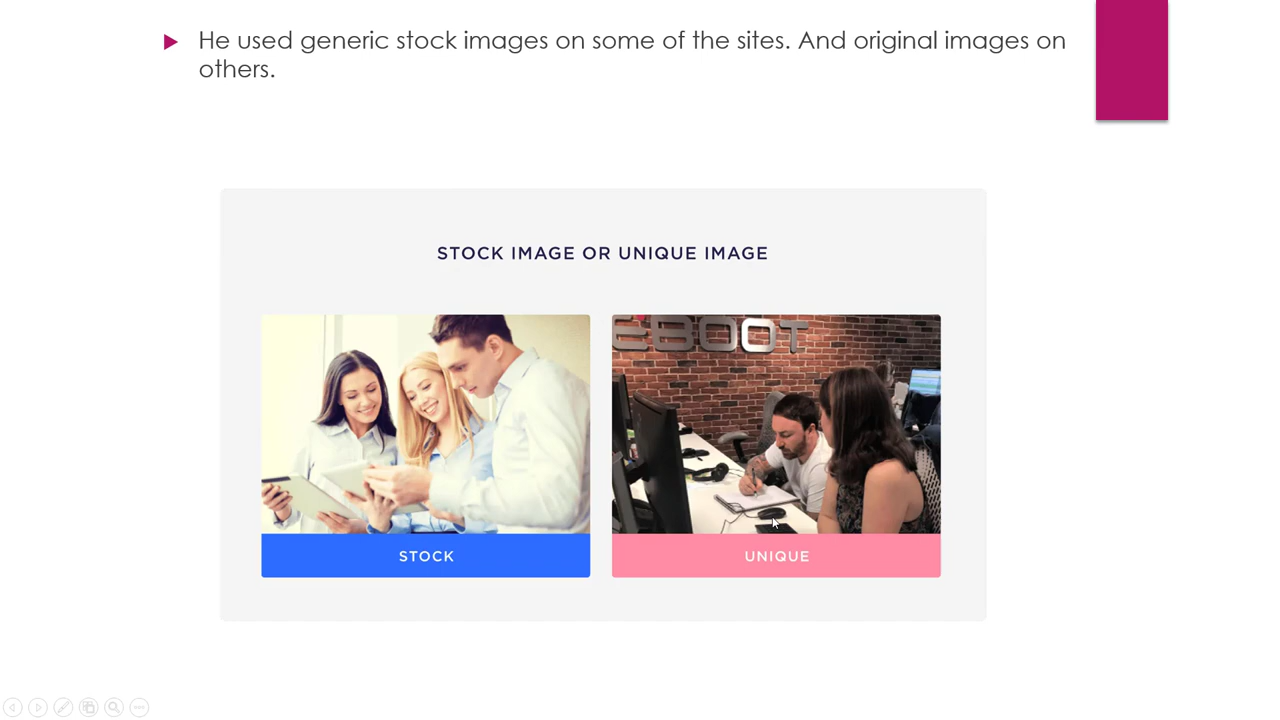 He used generic stock images on some of the sites. And original images on
others.
STOCK IMAGE OR UNIQUE IMAGE
EBOOT
STOCK
UNIQUE